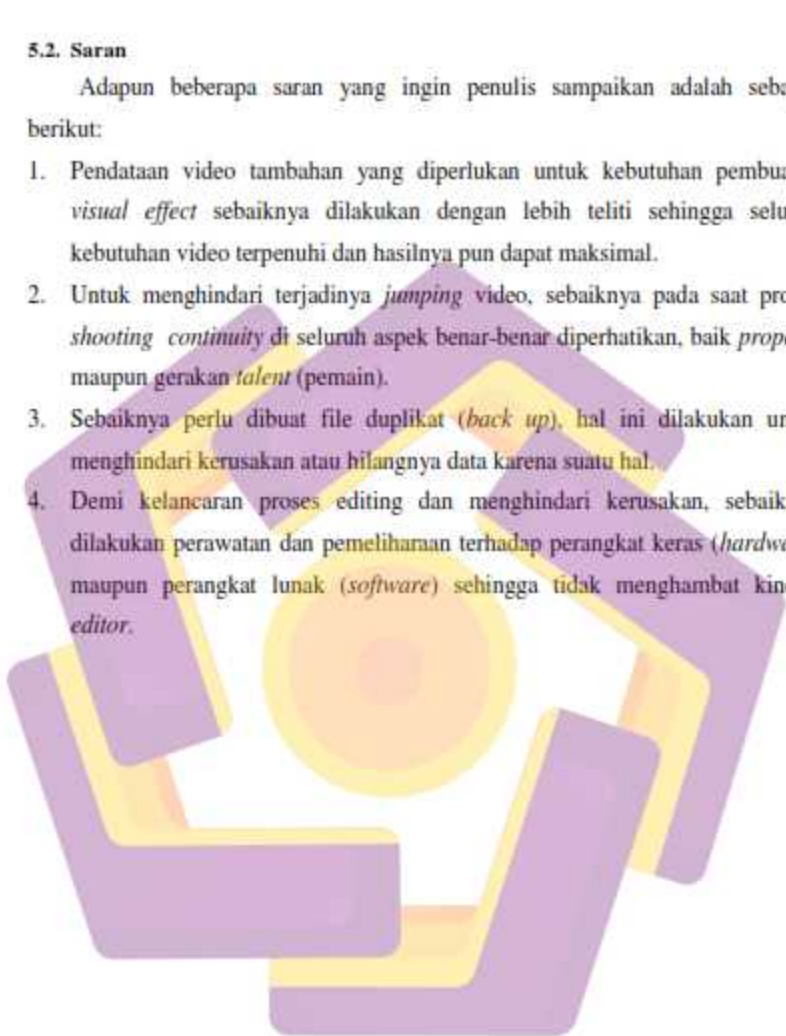 5.2. Saran
Adapun beberapa saran yang ingin penulis sampaikan adalah seba
berikut:
1. Pendataan video tambahan yang diperlukan untuk kebutuhan pembua
visual effect sebaiknya dilakukan dengan lebih teliti sehingga selu
kebutuhan video terpenuhi dan hasilnya pun dapat maksimal.
2. Untuk menghindari terjadinya jumping video, sebaiknya pada saat pro
shooting continuity di seluruh aspek benar-benar diperhatikan, baik prop
maupun gerakan talent (pemain).
3. Sebaiknya perlu dibuat file duplikat (back up), hal ini dilakukan un
menghindari kerusakan atau hilangnya data karena suatu hal.
4. Demi kelancaran proses editing dan menghindari kerusakan, sebaik
dilakukan perawatan dan pemeliharaan terhadap perangkat keras (hardwa
maupun perangkat lunak (software) sehingga tidak menghambat kin
editor.